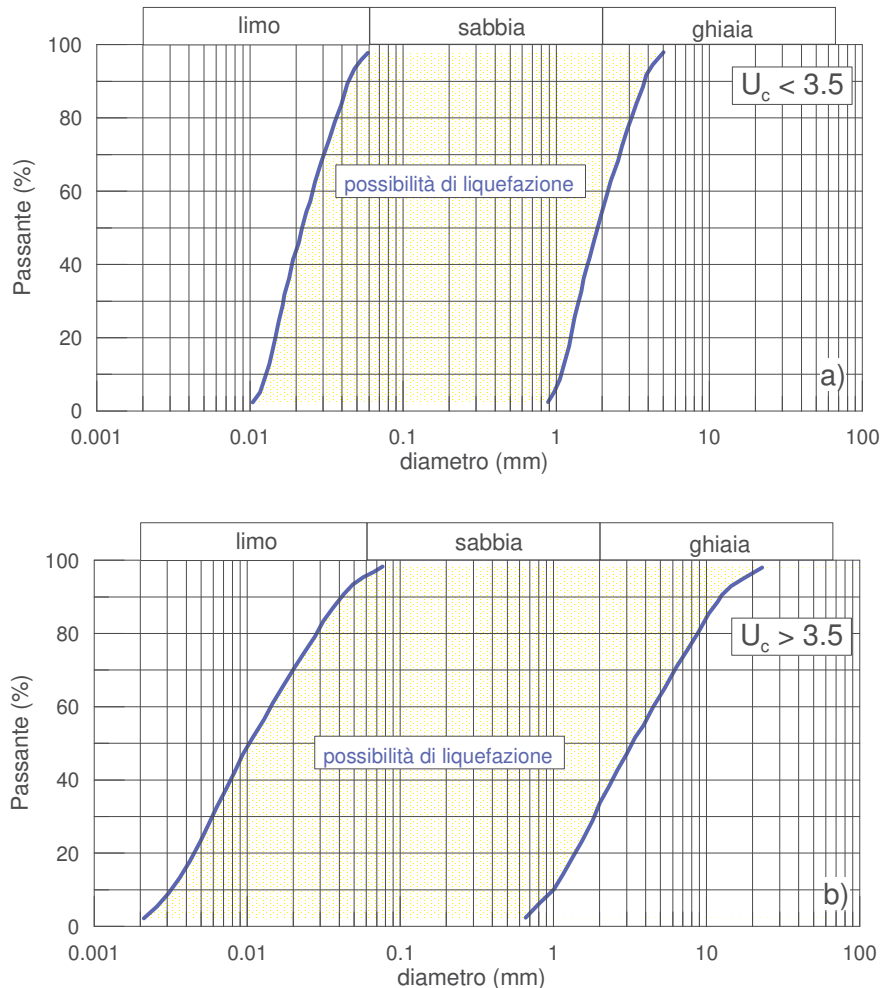 limo sabbia ghiaia
100
U_c < 3.5
80
possibilità di liquefazione
60
Passante (%)
40
20
a)
0
0.001 0.01 0.1 1 10 100
diametro (mm)
limo sabbia ghiaia
100
U_c > 3.5
80
60
Passante (%)
possibilità di liquefazione
40
20
b)
0
0.001 0.01 0.1 1 10 100
diametro (mm)